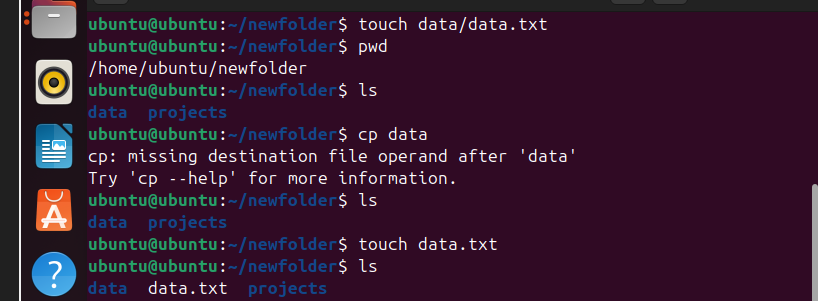 ubuntu@ubuntu:~/newfolder$ touch data/data.txt
ubuntu@ubuntu:~/newfolder$ pwd
/home/ubuntu/newfolder
ubuntu@ubuntu:~/newfolder$ ls
data  projects
ubuntu@ubuntu:~/newfolder$ cp data
cp: missing destination file operand after 'data'
Try 'cp --help' for more information.
ubuntu@ubuntu:~/newfolder$ ls
data  projects
ubuntu@ubuntu:~/newfolder$ touch data.txt
ubuntu@ubuntu:~/newfolder$ ls
data  data.txt  projects